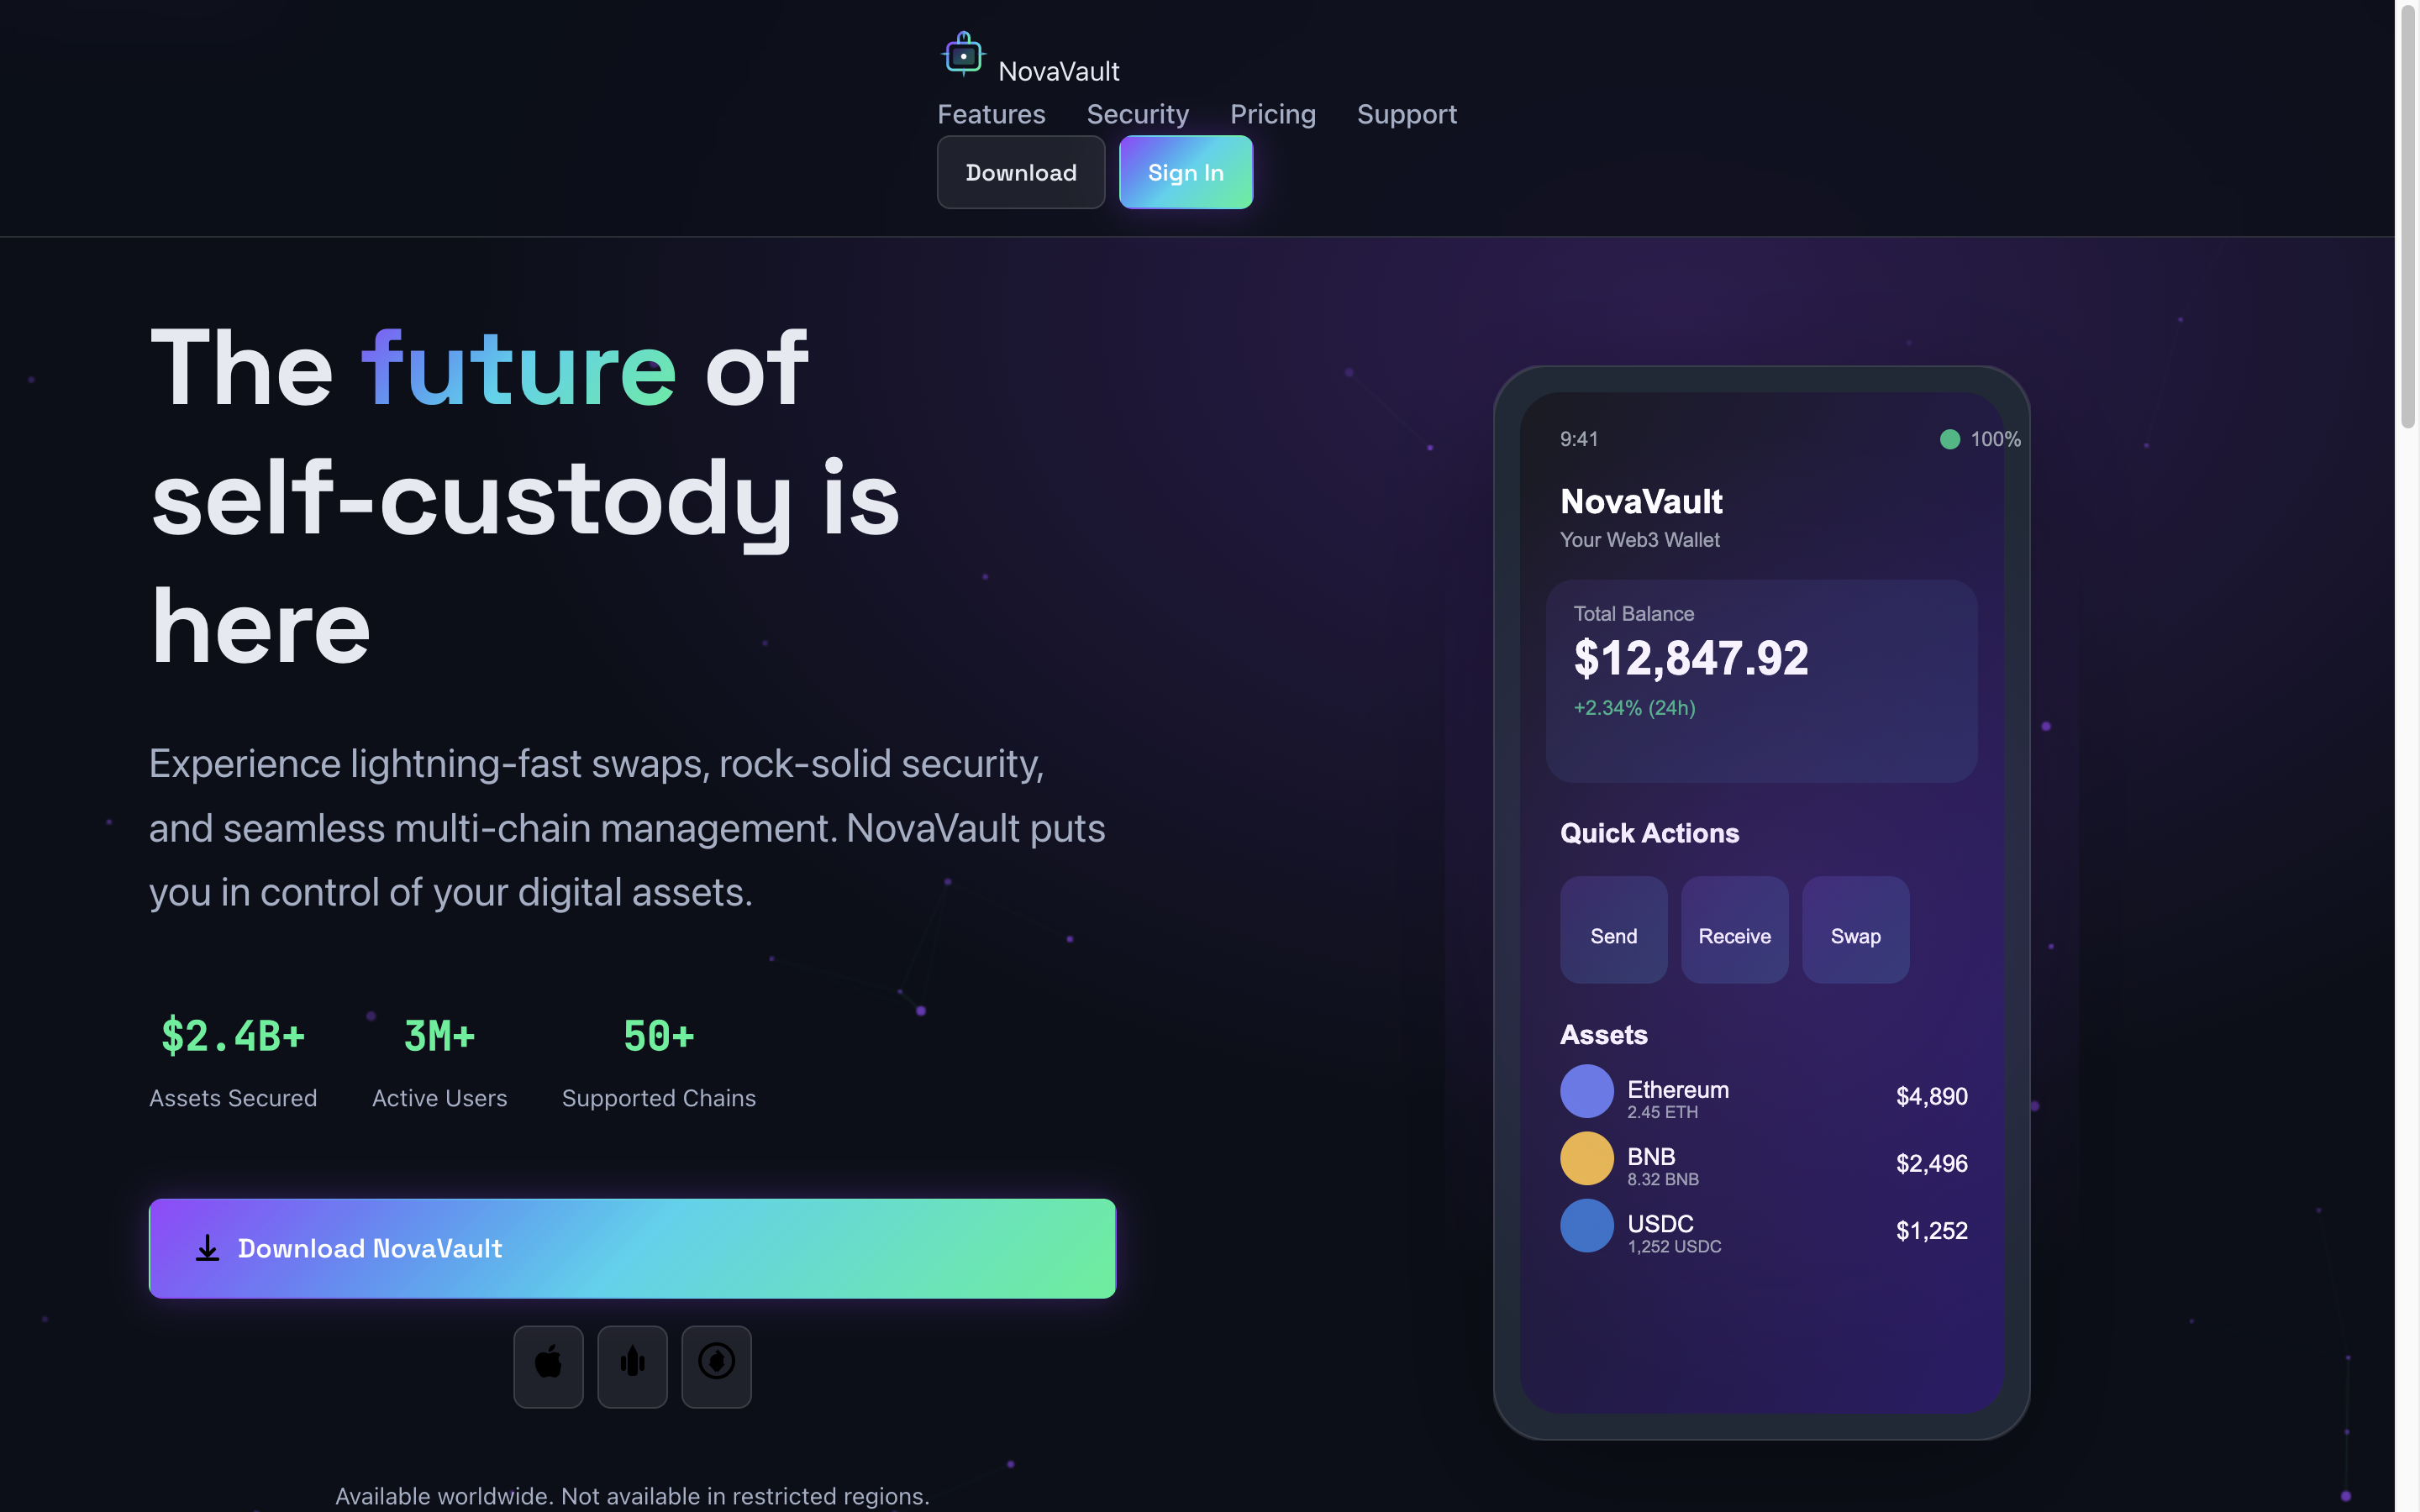 NovaVault
Features Security Pricing Support
Download Sign In
The future of
self-custody is
here
Experience lightning-fast swaps, rock-solid security,
and seamless multi-chain management. NovaVault puts
you in control of your digital assets.
$2.4B+ 3M+ 50+
Assets Secured Active Users Supported Chains
Download NovaVault
Available worldwide. Not available in restricted regions.
9:41 100%
NovaVault
Your Web3 Wallet
Total Balance
$12,847.92
+2.34% (24h)
Quick Actions
Send Receive Swap
Assets
Ethereum $4,890
2.45 ETH
BNB $2,496
8.32 BNB
USDC $1,252
1,252 USDC